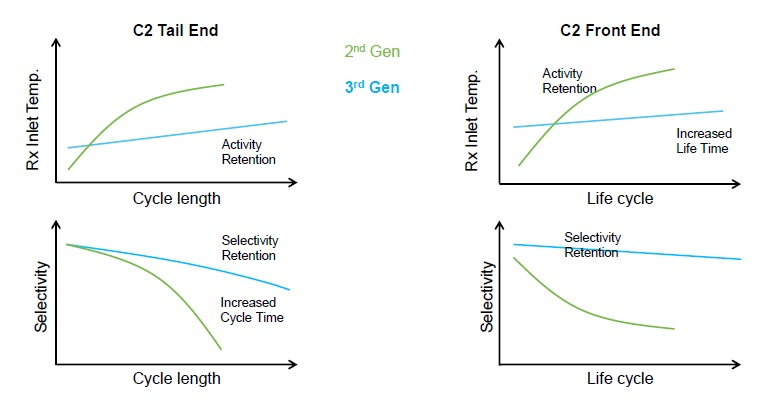 C2 Tail End
Rx Inlet Temp.
Activity
Retention
Cycle length
2nd Gen
3rd Gen
C2 Front End
Rx Inlet Temp.
Activity
Retention
Increased
Life Time
Life cycle
Selectivity
Selectivity
Retention
Increased
Cycle Time
Cycle length
Selectivity
Selectivity
Retention
Life cycle